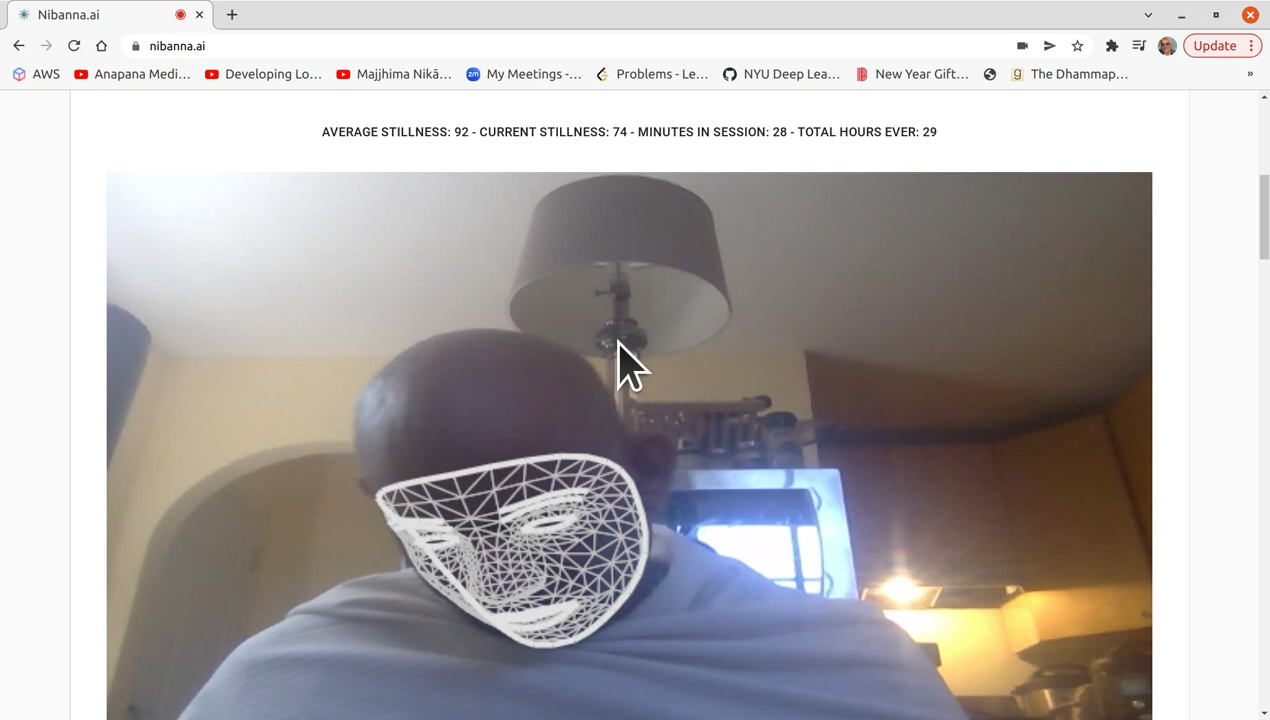 Nibanna.ai
nibanna.ai
Update
AWS
Anapana Medi...
Developing Lo...
Majjhima Nikā...
zm
My Meetings -...
Problems - Le...
NYU Deep Lea...
New Year Gift...
g
The Dhammap...
»
AVERAGE STILLNESS: 92 - CURRENT STILLNESS: 74 - MINUTES IN SESSION: 28 - TOTAL HOURS EVER: 29